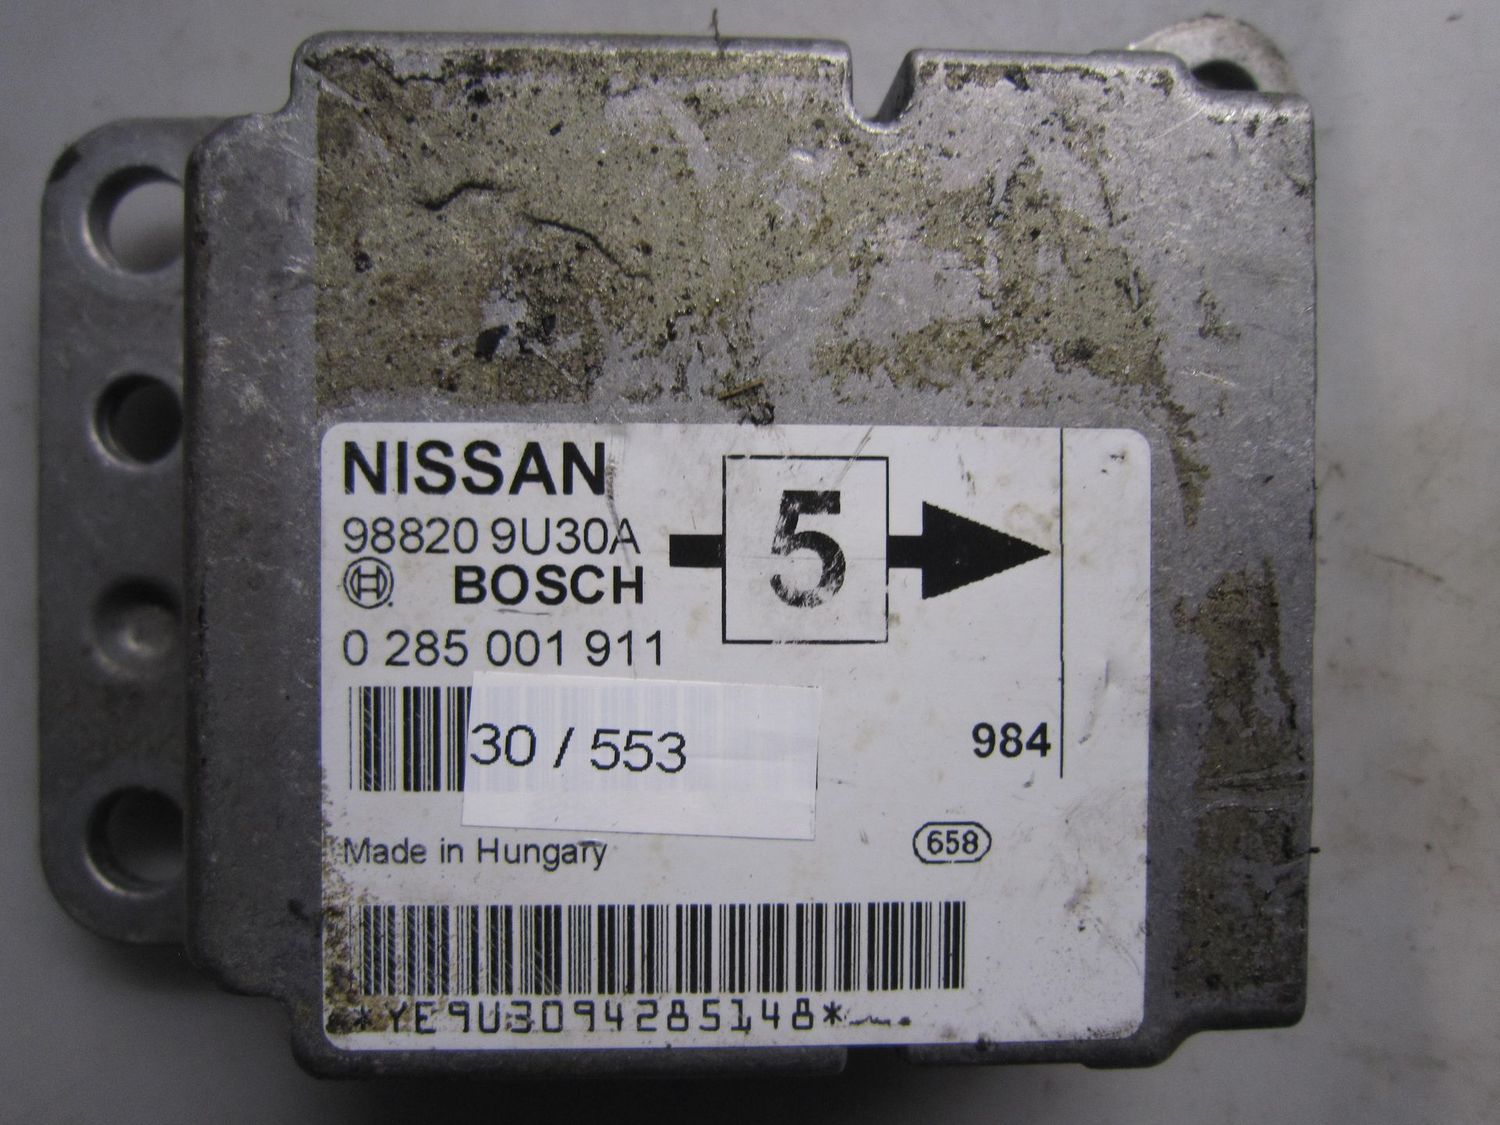 NISSAN
98820 9U30A
BOSCH
0 285 001 911
5
30 / 553
984
Made in Hungary
658
*YE9U3094285148*